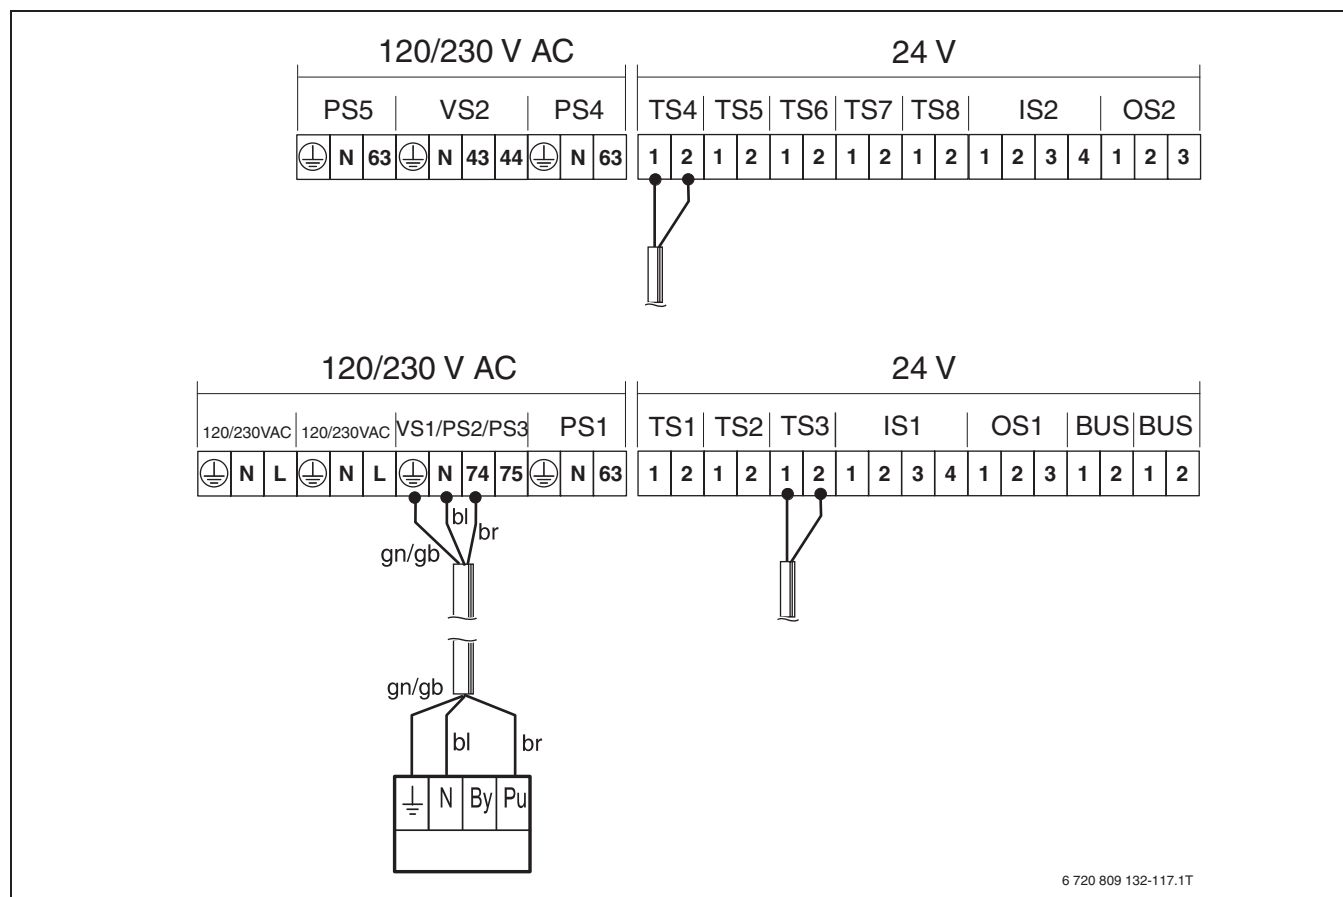 120/230 V AC 24 V
PS5 VS2 PS4 TS4 TS5 TS6 TS7 TS8 IS2 OS2
N 63 N 43 44 N 63 1 2 1 2 1 2 1 2 1 2 1 2 3 4 1 2 3
120/230 V AC 24 V
120/230VAC 120/230VAC VS1/PS2/PS3 PS1 TS1 TS2 TS3 IS1 OS1 BUS BUS
N L N L N 74 75 N 63 1 2 1 2 1 2 1 2 3 4 1 2 3 1 2 1 2
bl
br
gn/gb
gn/gb
bl br
N By Pu
6 720 809 132-117.1T